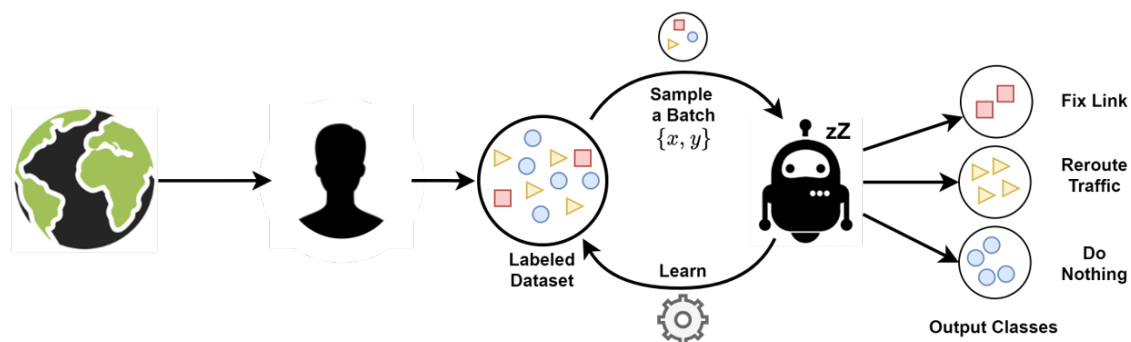 Sample
a Batch
{x, y}
zZ
Labeled
Dataset
Learn
Fix Link
Reroute
Traffic
Do
Nothing
Output Classes